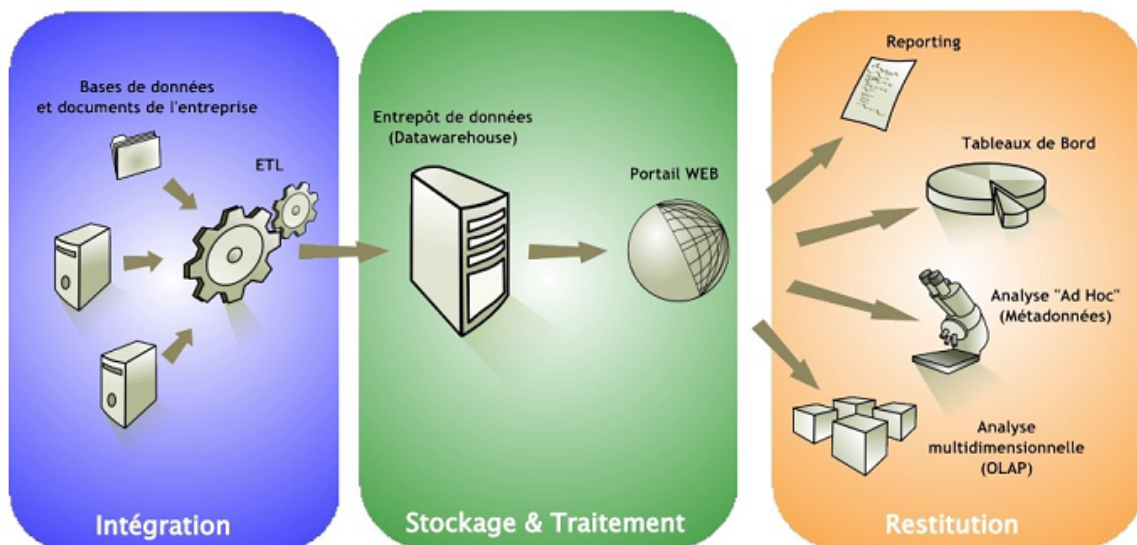 Bases de données
et documents de l'entreprise
ETL
Intégration
Entrepôt de données
(Datawarehouse)
Portail WEB
Stockage & Traitement
Reporting
Tableaux de Bord
Analyse "Ad Hoc"
(Métadonnées)
Analyse
multidimensionnelle
(OLAP)
Restitution